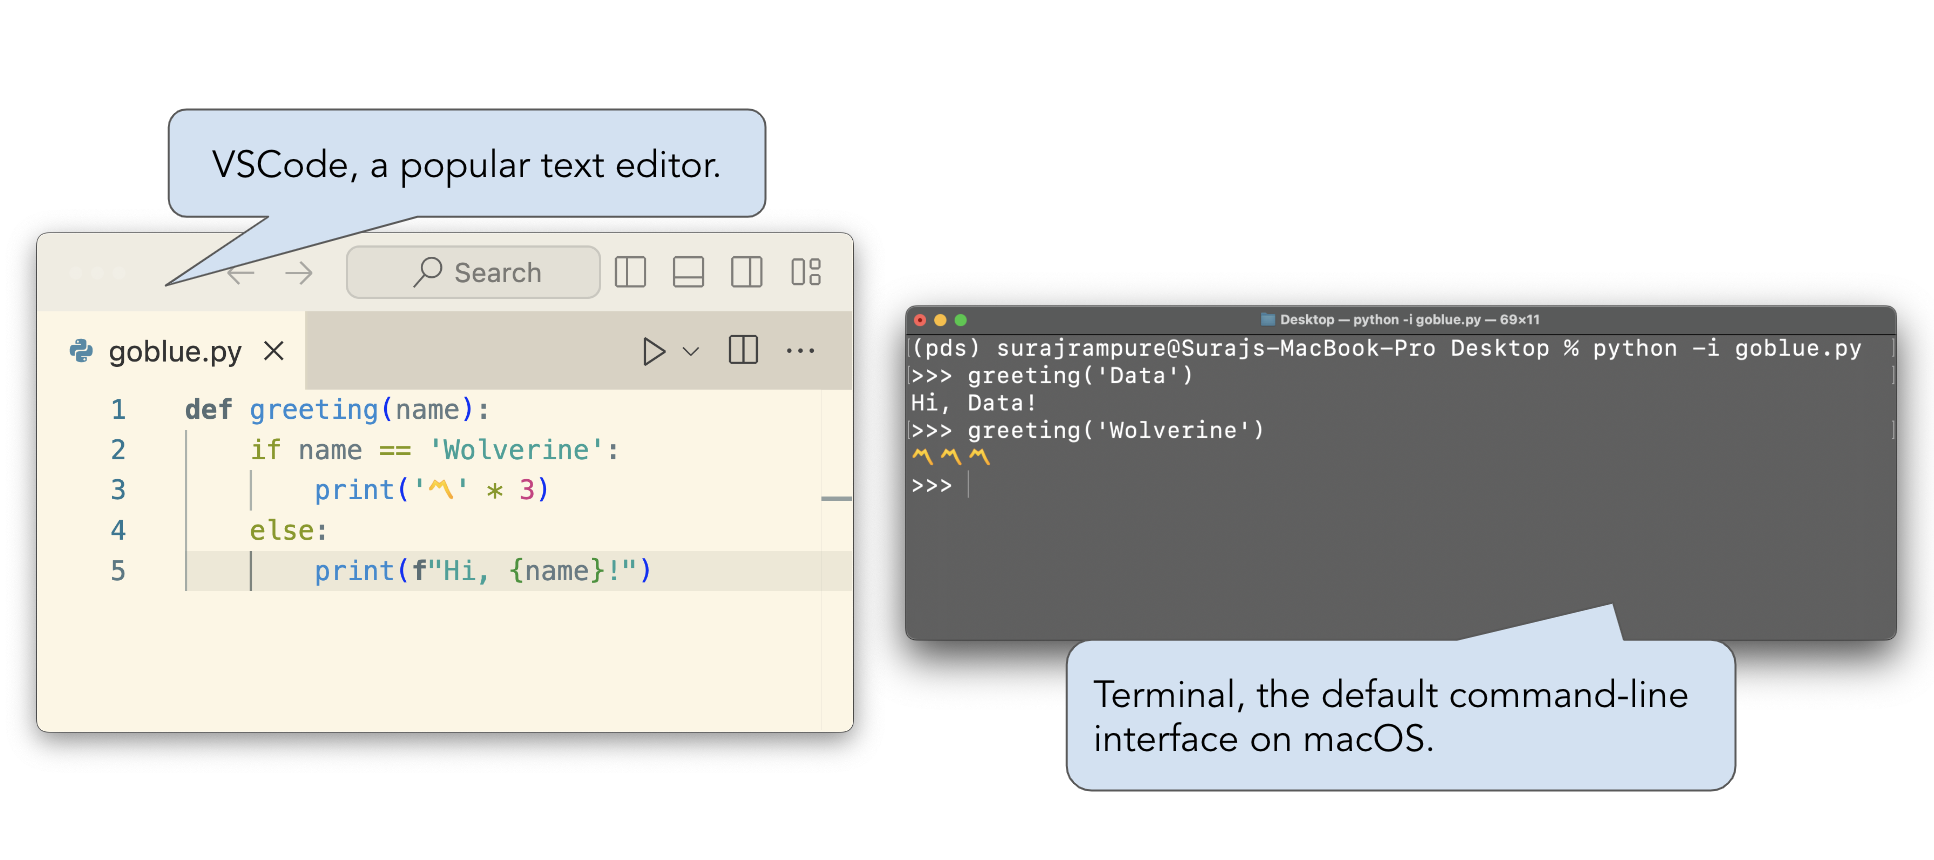 VSCode, a popular text editor.
Search
goblue.py
1 def greeting(name):
2     if name == 'Wolverine':
3         print('〽️' * 3)
4     else:
5         print(f"Hi, {name}!")
Desktop — python -i goblue.py — 69×11
(pds) surajrampure@Surajs-MacBook-Pro Desktop % python -i goblue.py
>>> greeting('Data')
Hi, Data!
>>> greeting('Wolverine')
〽️〽️〽️
>>>
Terminal, the default command-line
interface on macOS.